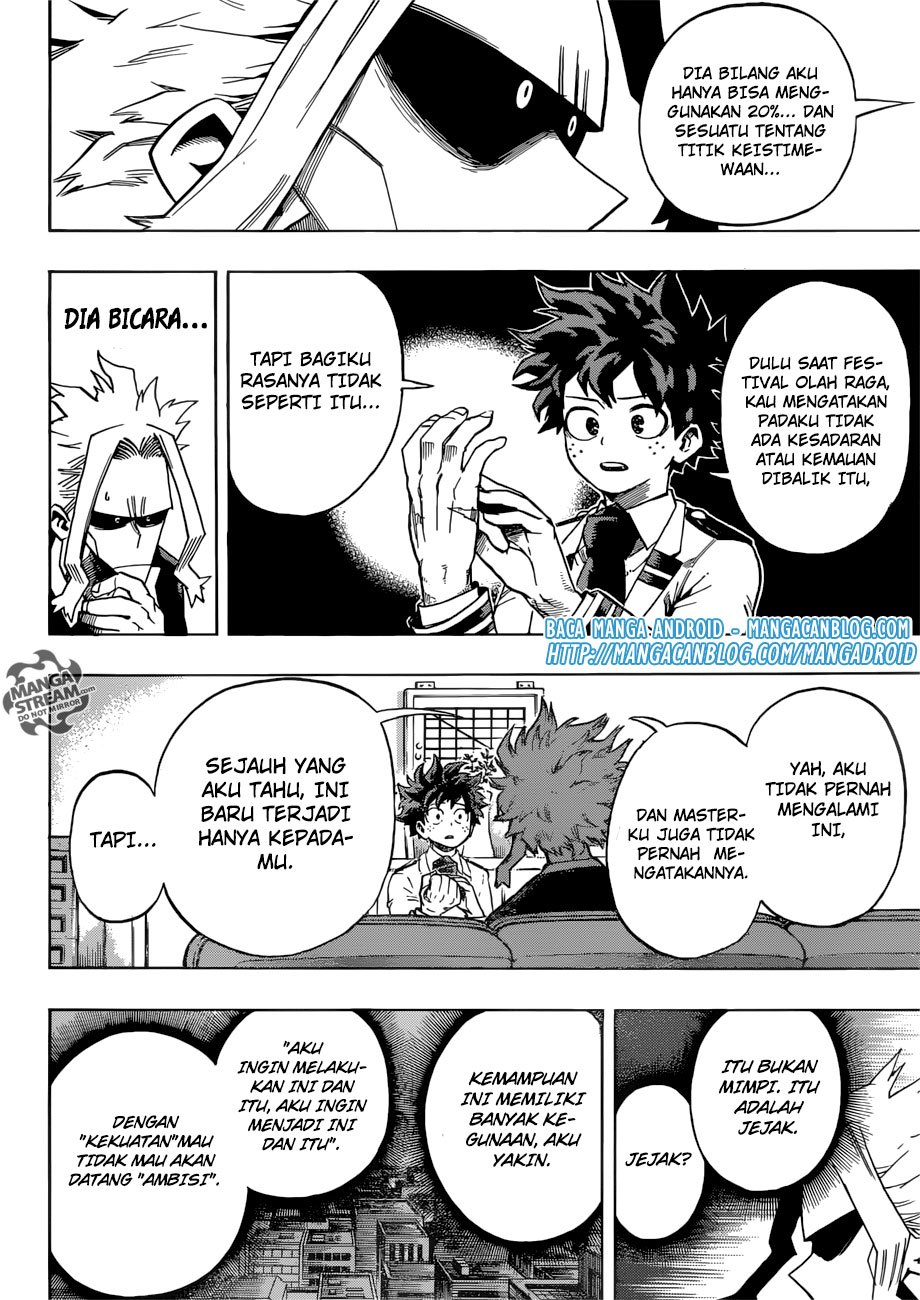 DIA BILANG AKU
HANYA BISA MENG-
GUNAKAN 20%... DAN
SESUATU TENTANG
TITIK KEISTIME-
WAAN...
DULU SAAT FES-
TIVAL OLAH RAGA,
KAU MENGATAKAN
PADAKU TIDAK
ADA KESADARAN
ATAU KEMAUAN
DIBALIK ITU,
TAPI BAGIKU
RASANYA TIDAK
SEPERTI ITU...
DIA BICARA...
BACA MANGA ANDROID - MANGACANBLOG.COM
HTTP://MANGACANBLOG.COM/MANGADROID
MANGA
STREAM.com
DO NOT MIRROR!
YAH, AKU
TIDAK PERNAH
MENGALAMI
INI,
DAN MASTER-
KU JUGA TIDAK
PERNAH ME-
NGATAKANNYA.
SEJAUH YANG
AKU TAHU, INI
BARU TERJADI
HANYA KEPADA-
MU.
TAPI...
ITU BUKAN
MIMPI. ITU
ADALAH
JEJAK.
JEJAK?
KEMAMPUAN
INI MEMILIKI
BANYAK KE-
GUNAAN, AKU
YAKIN.
"AKU
INGIN MELAKU-
KAN INI DAN
ITU, AKU INGIN
MENJADI INI
DAN ITU".
DENGAN
"KEKUATAN"MAU
TIDAK MAU AKAN
DATANG "AMBISI".